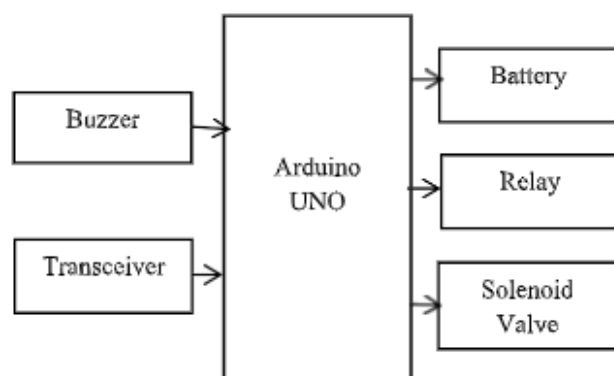 Buzzer
Transceiver
Arduino
UNO
Battery
Relay
Solenoid
Valve